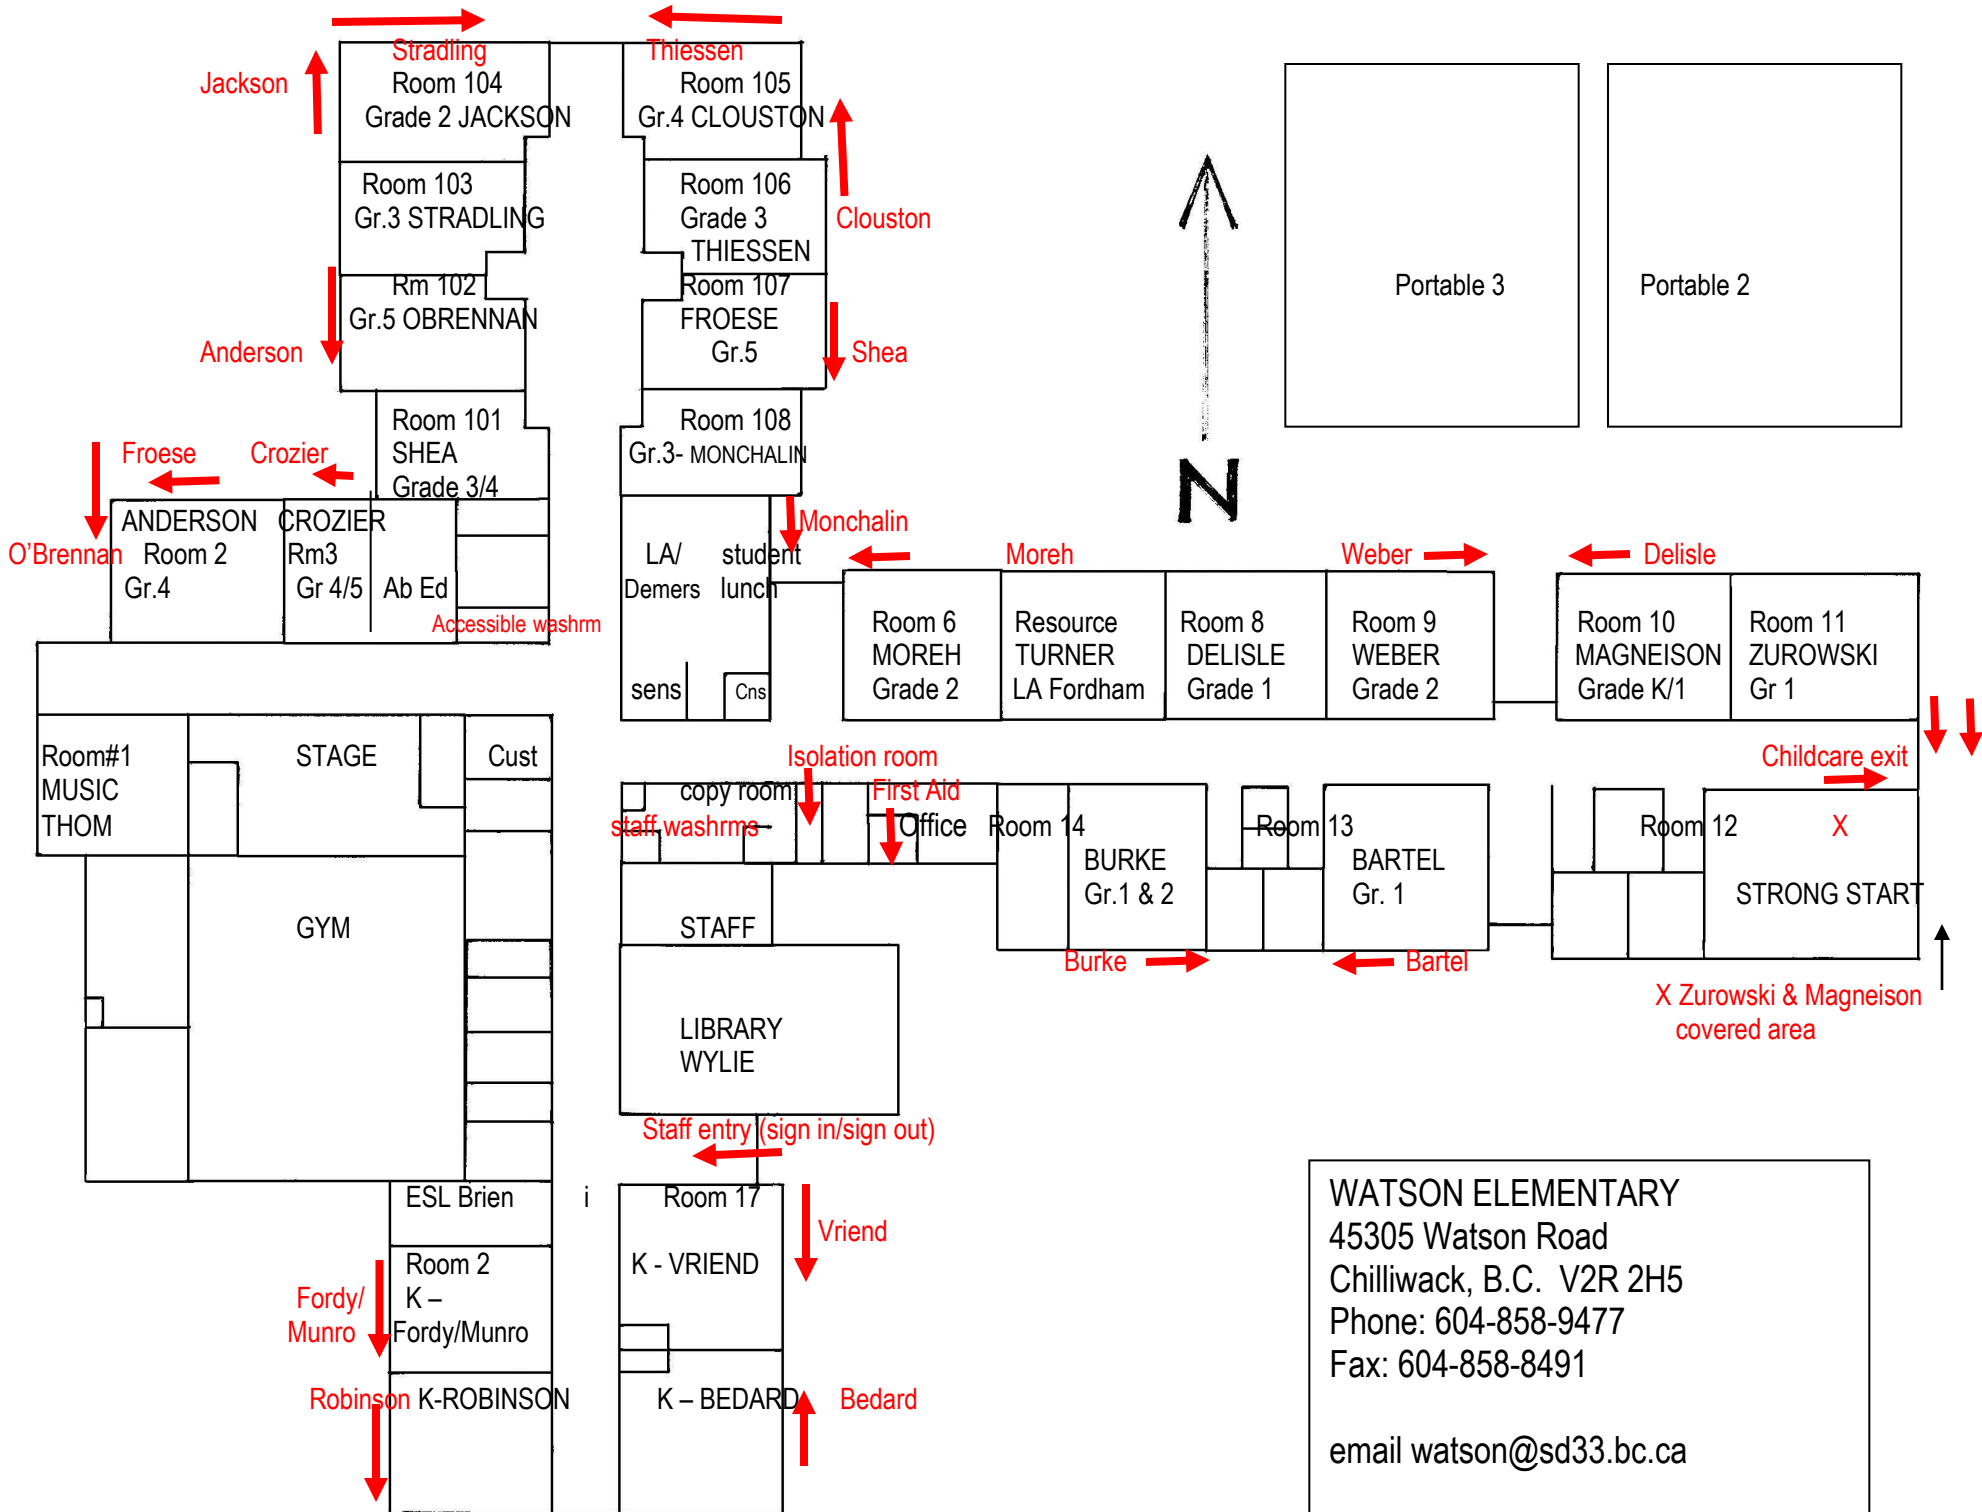 Stradling
Thiessen
Jackson
Room 104
Grade 2 JACKSON
Room 105
Gr.4 CLOUSTON
Room 103
Gr.3 STRADLING
Room 106
Grade 3
THIESSEN
Clouston
Rm 102
Gr.5 OBRENNAN
Room 107
FROESE
Gr.5
Anderson
Shea
Portable 3
Portable 2
N
Room 101
SHEA
Grade 3/4
Room 108
Gr.3- MONCHALIN
Froese
Crozier
O'Brennan
ANDERSON
Room 2
Gr.4
CROZIER
Rm3
Gr 4/5
Ab Ed
Accessible washrm
LA/
Demers
student
lunch
sens
Cns
Monchalin
Moreh
Weber
Delisle
Room 6
MOREH
Grade 2
Resource
TURNER
LA Fordham
Room 8
DELISLE
Grade 1
Room 9
WEBER
Grade 2
Room 10
MAGNEISON
Grade K/1
Room 11
ZUROWSKI
Gr 1
Room#1
MUSIC
THOM
STAGE
Cust
Isolation room
Childcare exit
copy room
First Aid
staff washrms
Office
Room 14
BURKE
Gr.1 & 2
Room 13
BARTEL
Gr. 1
Room 12
X
STRONG START
GYM
STAFF
Burke
Bartel
X Zurowski & Magneison
covered area
LIBRARY
WYLIE
Staff entry (sign in/sign out)
ESL Brien
i
Room 17
K - VRIEND
Vriend
Room 2
K –
Fordy/Munro
Fordy/
Munro
Robinson
K-ROBINSON
K – BEDARD
Bedard
WATSON ELEMENTARY
45305 Watson Road
Chilliwack, B.C. V2R 2H5
Phone: 604-858-9477
Fax: 604-858-8491
email watson@sd33.bc.ca